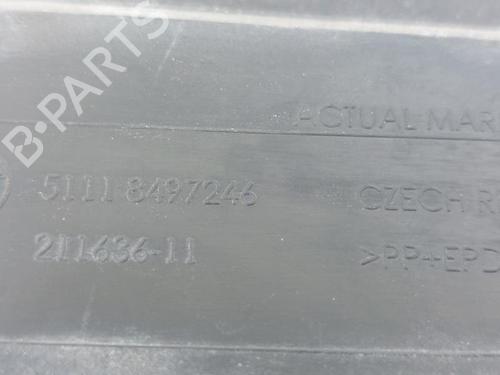 B-PARTS
ACTUAL MAR
5111 8497246
CZECH R
211636-11
>PP+EPD